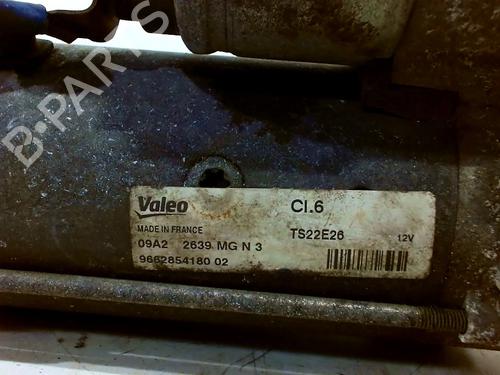 B-PARTS
Valeo Cl.6
MADE IN FRANCE TS22E26 12V
09A2 2639 MG N 3
9662854180 02